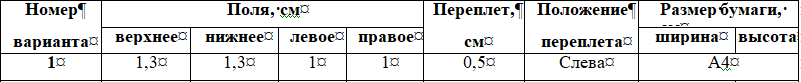 Номер¶ Поля, см¤ Переплет,¶ Положение¶ Размер бумаги,
варианта¤ верхнее¤ нижнее¤ левое¤ правое¤ см¤ переплета¤ ширина¤ высота¤
1¤ 1,3¤ 1,3¤ 1¤ 1¤ 0,5¤ Слева¤ А4¤